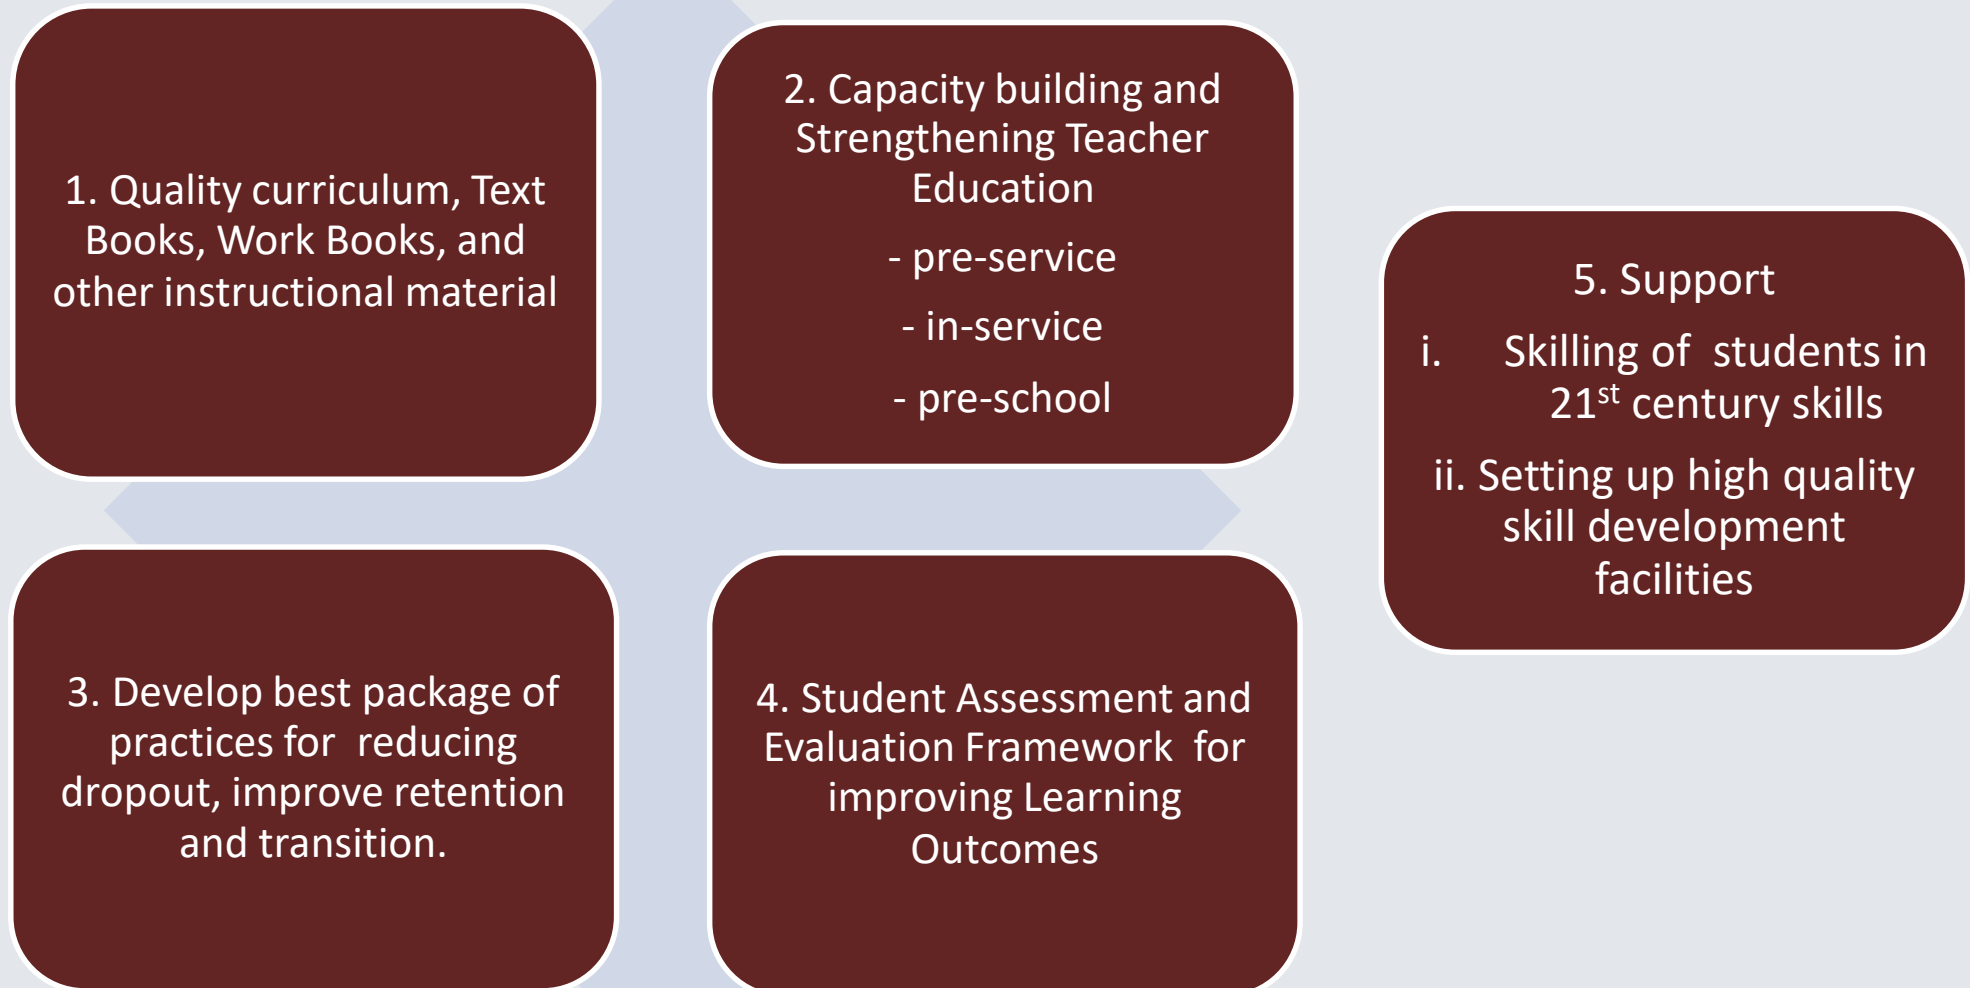 1. Quality curriculum, Text
Books, Work Books, and
other instructional material
2. Capacity building and
Strengthening Teacher
Education
- pre-service
- in-service
- pre-school
3. Develop best package of
practices for reducing
dropout, improve retention
and transition.
4. Student Assessment and
Evaluation Framework for
improving Learning
Outcomes
5. Support
i. Skilling of students in
21st century skills
ii. Setting up high quality
skill development
facilities